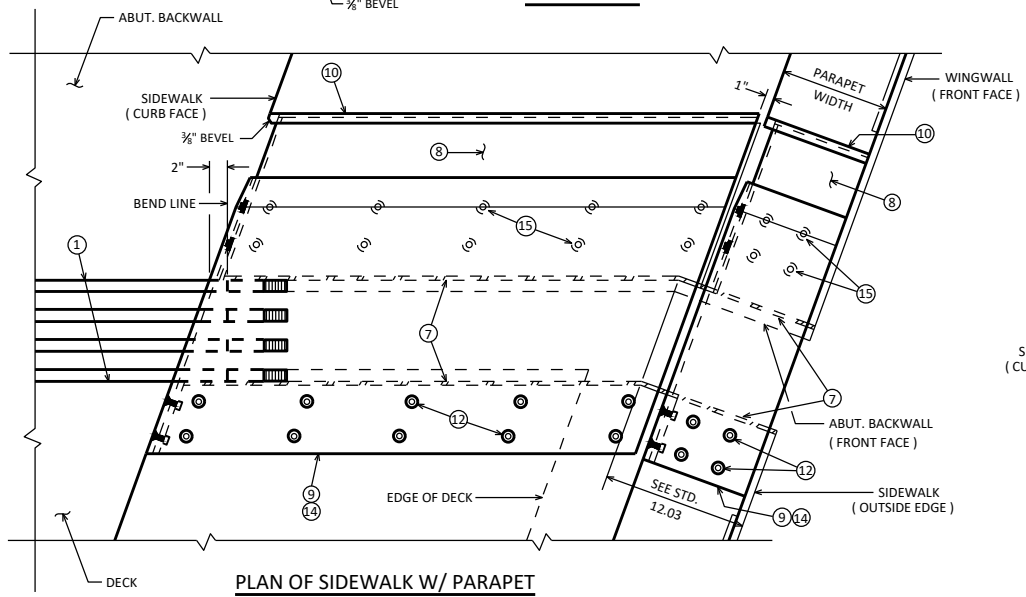 ⅜" BEVEL
ABUT. BACKWALL
10
SIDEWALK
( CURB FACE )
⅜" BEVEL
1"
PARAPET
WIDTH
WINGWALL
( FRONT FACE )
10
8
8
2"
BEND LINE
15
15
1
7
7
12
ABUT. BACKWALL
( FRONT FACE )
12
9
14
EDGE OF DECK
SEE STD.
12.03
9 14
SIDEWALK
( OUTSIDE EDGE )
S
( CU
DECK
PLAN OF SIDEWALK W/ PARAPET